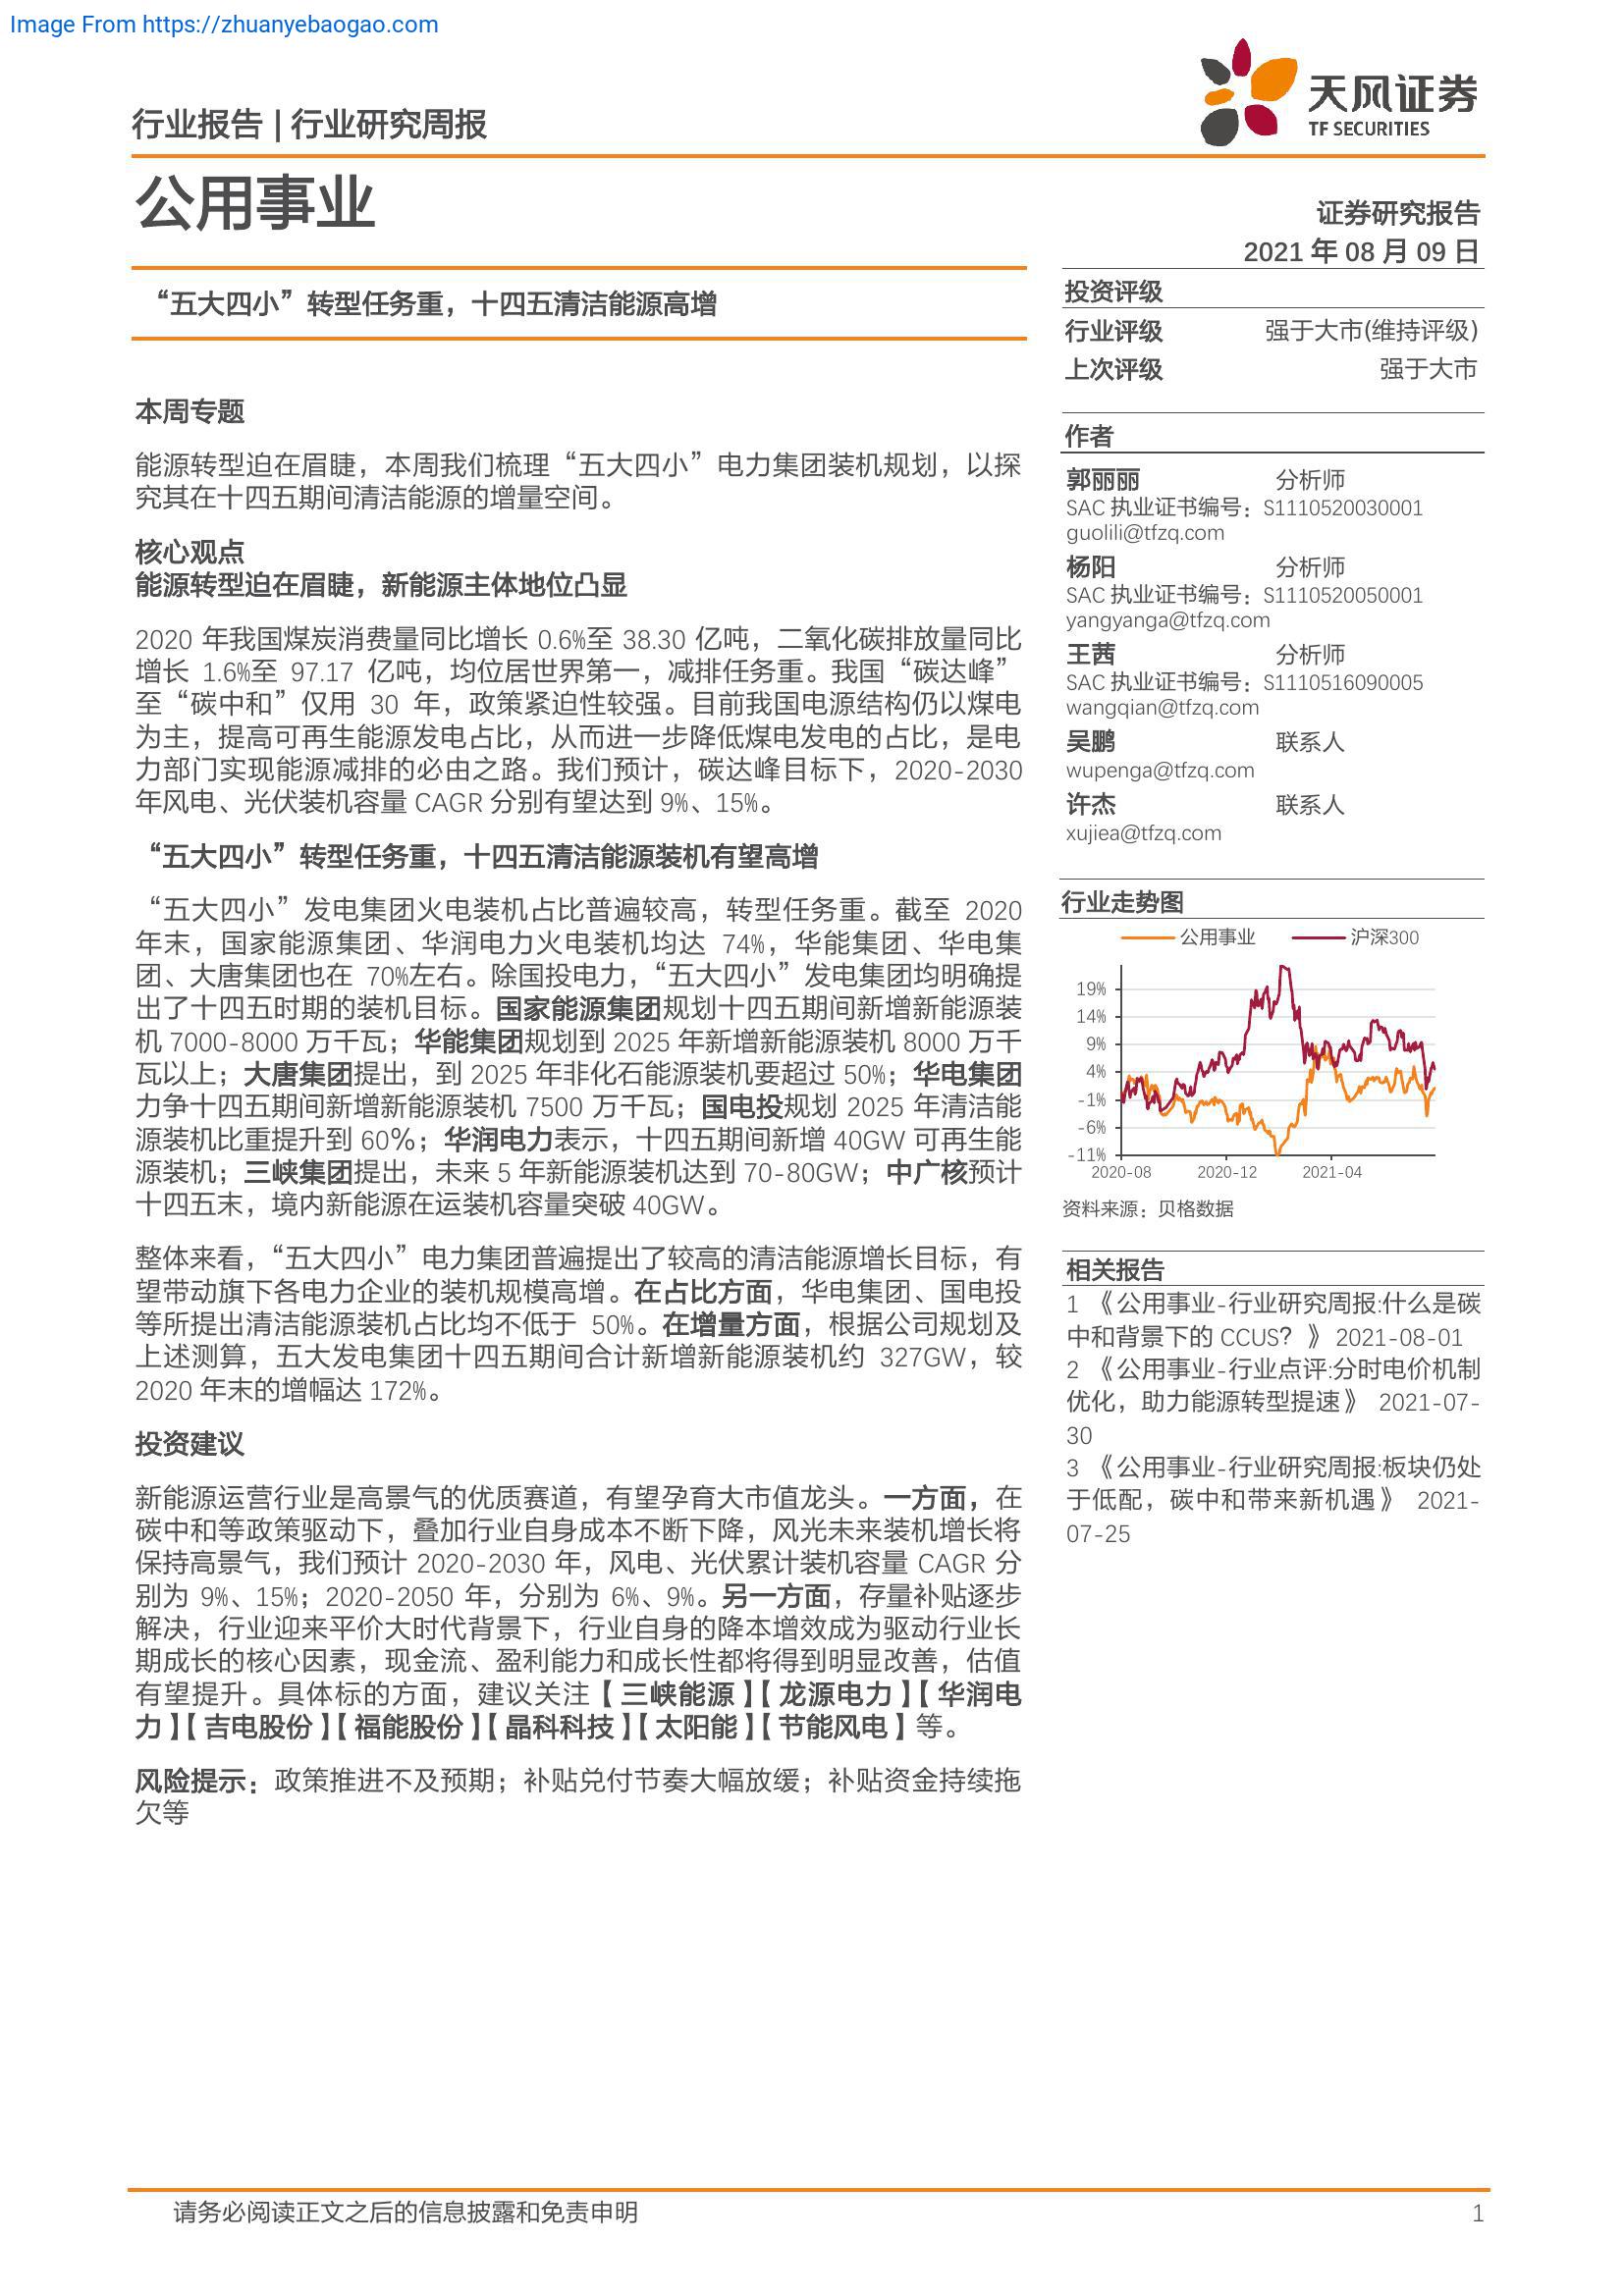 Image From https://zhuanyebaogao.com
行业报告 | 行业研究周报
天风证券
TF SECURITIES
公用事业
证券研究报告
2021 年 08 月 09 日
“五大四小”转型任务重，十四五清洁能源高增
本周专题
能源转型迫在眉睫，本周我们梳理“五大四小”电力集团装机规划，以探
究其在十四五期间清洁能源的增量空间。
核心观点
能源转型迫在眉睫，新能源主体地位凸显
2020 年我国煤炭消费量同比增长 0.6%至 38.30 亿吨，二氧化碳排放量同比
增长 1.6%至 97.17 亿吨，均位居世界第一，减排任务重。我国“碳达峰”
至“碳中和”仅用 30 年，政策紧迫性较强。目前我国电源结构仍以煤电
为主，提高可再生能源发电占比，从而进一步降低煤电发电的占比，是电
力部门实现能源减排的必由之路。我们预计，碳达峰目标下，2020-2030
年风电、光伏装机容量 CAGR 分别有望达到 9%、15%。
“五大四小”转型任务重，十四五清洁能源装机有望高增
“五大四小”发电集团火电装机占比普遍较高，转型任务重。截至 2020
年末，国家能源集团、华润电力火电装机均达 74%，华能集团、华电集
团、大唐集团也在 70%左右。除国投电力，“五大四小”发电集团均明确提
出了十四五时期的装机目标。国家能源集团规划十四五期间新增新能源装
机 7000-8000 万千瓦；华能集团规划到 2025 年新增新能源装机 8000 万千
瓦以上；大唐集团提出，到 2025 年非化石能源装机要超过 50%；华电集团
力争十四五期间新增新能源装机 7500 万千瓦；国电投规划 2025 年清洁能
源装机比重提升到 60%；华润电力表示，十四五期间新增 40GW 可再生能
源装机；三峡集团提出，未来 5 年新能源装机达到 70-80GW；中广核预计
十四五末，境内新能源在运装机容量突破 40GW。
整体来看，“五大四小”电力集团普遍提出了较高的清洁能源增长目标，有
望带动旗下各电力企业的装机规模高增。在占比方面，华电集团、国电投
等所提出清洁能源装机占比均不低于 50%。在增量方面，根据公司规划及
上述测算，五大发电集团十四五期间合计新增新能源装机约 327GW，较
2020 年末的增幅达 172%。
投资建议
新能源运营行业是高景气的优质赛道，有望孕育大市值龙头。一方面，在
碳中和等政策驱动下，叠加行业自身成本不断下降，风光未来装机增长将
保持高景气，我们预计 2020-2030 年，风电、光伏累计装机容量 CAGR 分
别为 9%、15%；2020-2050 年，分别为 6%、9%。另一方面，存量补贴逐步
解决，行业迎来平价大时代背景下，行业自身的降本增效成为驱动行业长
期成长的核心因素，现金流、盈利能力和成长性都将得到明显改善，估值
有望提升。具体标的方面，建议关注【三峡能源】【龙源电力】【华润电
力】【吉电股份】【福能股份】【晶科科技】【太阳能】【节能风电】等。
风险提示：政策推进不及预期；补贴兑付节奏大幅放缓；补贴资金持续拖
欠等
投资评级
行业评级 强于大市(维持评级)
上次评级 强于大市
作者
郭丽丽 分析师
SAC 执业证书编号：S1110520030001
guolili@tfzq.com
杨阳 分析师
SAC 执业证书编号：S1110520050001
yangyanga@tfzq.com
王茜 分析师
SAC 执业证书编号：S1110516090005
wangqian@tfzq.com
吴鹏 联系人
wupenga@tfzq.com
许杰 联系人
xujiea@tfzq.com
行业走势图
公用事业 沪深300
19%
14%
9%
4%
-1%
-6%
-11%
2020-08 2020-12 2021-04
资料来源：贝格数据
相关报告
1 《公用事业-行业研究周报:什么是碳
中和背景下的 CCUS？》 2021-08-01
2 《公用事业-行业点评:分时电价机制
优化，助力能源转型提速》 2021-07-
30
3 《公用事业-行业研究周报:板块仍处
于低配，碳中和带来新机遇》 2021-
07-25
请务必阅读正文之后的信息披露和免责申明 1